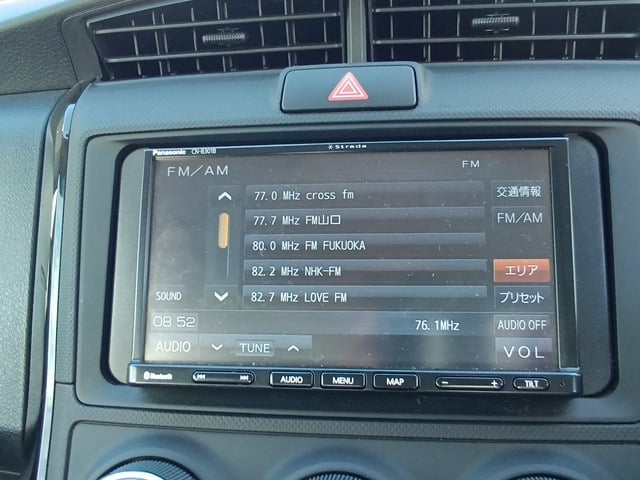 Panasonic CN-B301B Strada
FM/AM FM
77.0 MHz cross fm 交通情報
77.7 MHz FM山口 FM/AM
80.0 MHz FM FUKUOKA
82.2 MHz NHK-FM エリア
SOUND 82.7 MHz LOVE FM プリセット
08 52 76.1MHz AUDIO OFF
AUDIO TUNE VOL
Bluetooth AUDIO MENU MAP - + TILT